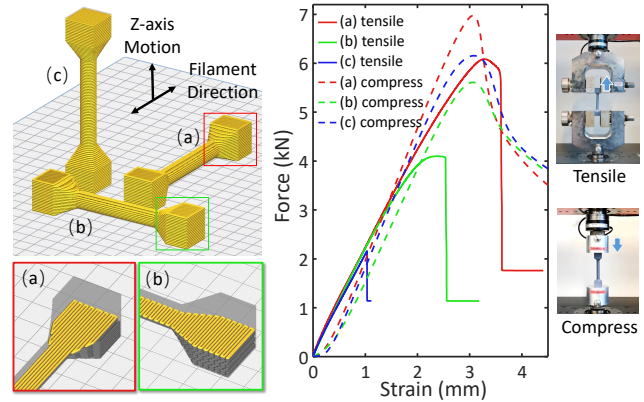 Z-axis
Motion
Filament
Direction
(c)
(a)
(b)
(a)
(b)
Force (kN)
7
6
5
4
3
2
1
0
0
1
2
3
4
Strain (mm)
(a) tensile
(b) tensile
(c) tensile
(a) compress
(b) compress
(c) compress
Tensile
Compress